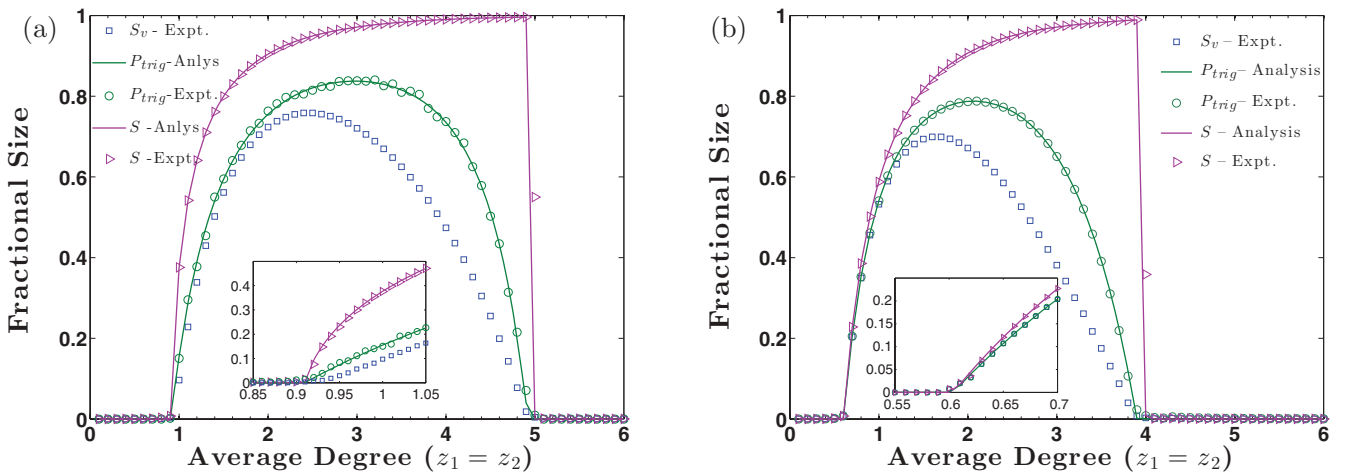 (a)
Fractional Size
1
0.8
0.6
0.4
0.2
0
S_v - Expt.
P_trig-Anlys
P_trig-Expt.
S -Anlys
S -Expt.
0.4
0.3
0.2
0.1
0
0.85 0.9 0.95 1 1.05
0 1 2 3 4 5 6
Average Degree (z_1 = z_2)
(b)
Fractional Size
1
0.8
0.6
0.4
0.2
0
S_v – Expt.
P_trig– Analysis
P_trig– Expt.
S – Analysis
S – Expt.
0.2
0.15
0.1
0.05
0
0.55 0.6 0.65 0.7
0 1 2 3 4 5 6
Average Degree (z_1 = z_2)